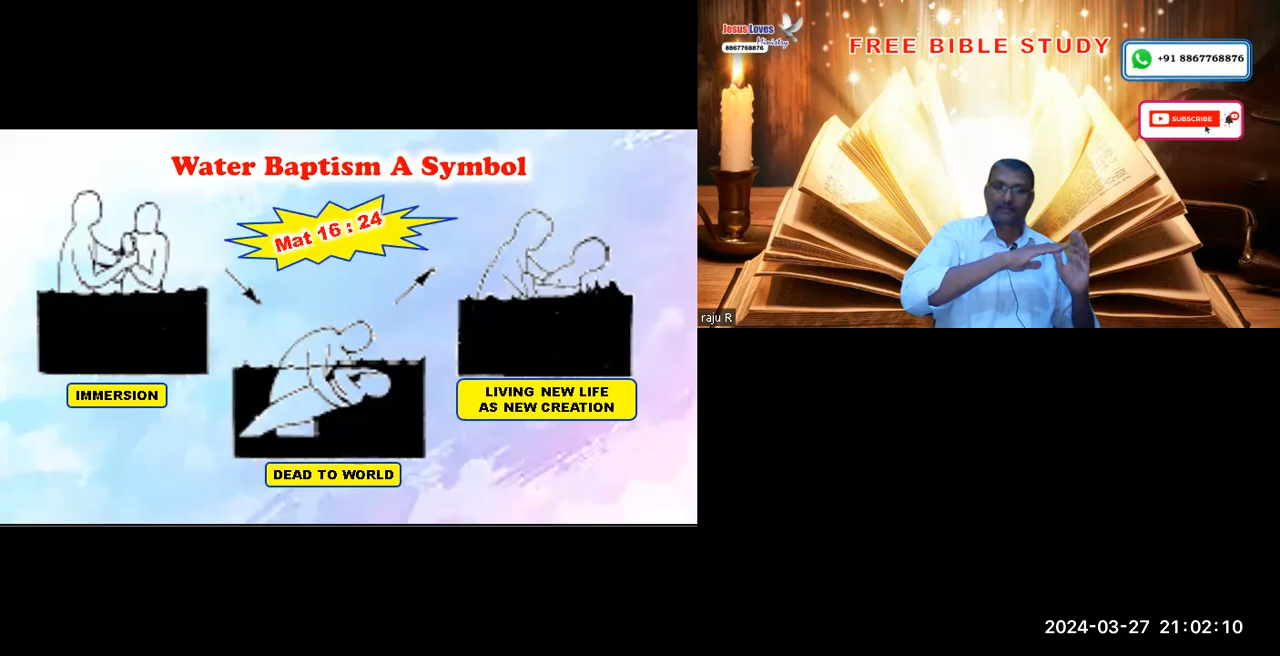 Water Baptism A Symbol
Mat 16 : 24
IMMERSION
DEAD TO WORLD
LIVING NEW LIFE
AS NEW CREATION
Jesus Loves
Ministry
8867768876
FREE BIBLE STUDY
+91 8867768876
SUBSCRIBE
raju R
2024-03-27 21:02:10